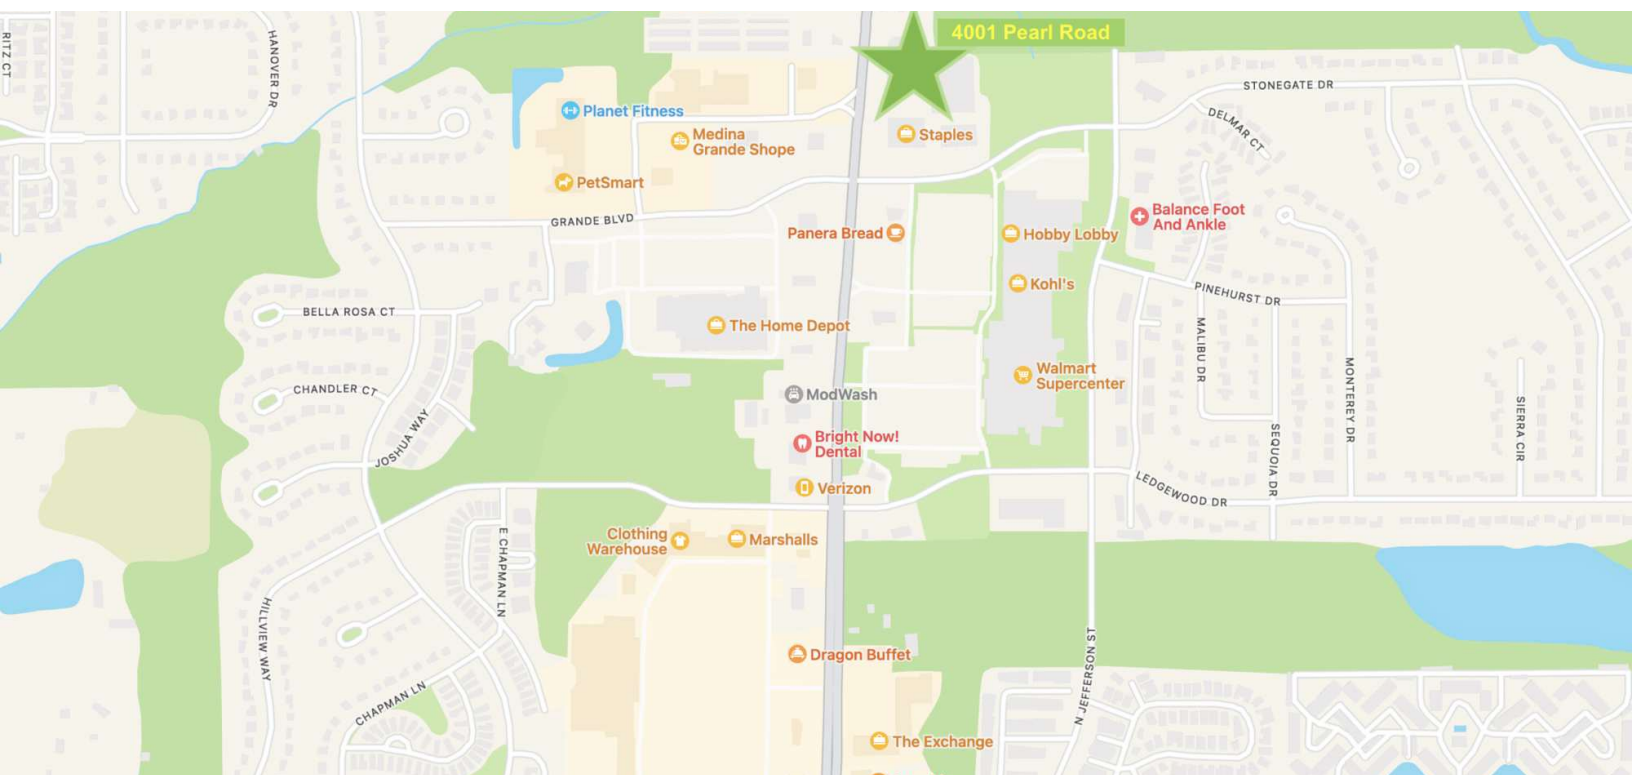 4001 Pearl Road
RITZ CT
HANOVER DR
STONEGATE DR
Planet Fitness
DELMAR CT
Medina
Grande Shope
Staples
PetSmart
GRANDE BLVD
Balance Foot
And Ankle
Panera Bread
Hobby Lobby
Kohl's
PINEHURST DR
BELLA ROSA CT
The Home Depot
MALIBU DR
MONTEREY DR
Walmart
Supercenter
CHANDLER CT
ModWash
SIERRA CIR
JOSHUA WAY
Bright Now!
Dental
SEQUOIA DR
Verizon
LEDGEWOOD DR
Clothing
Warehouse
Marshalls
E CHAPMAN LN
HILLVIEW WAY
Dragon Buffet
N JEFFERSON ST
CHAPMAN LN
The Exchange